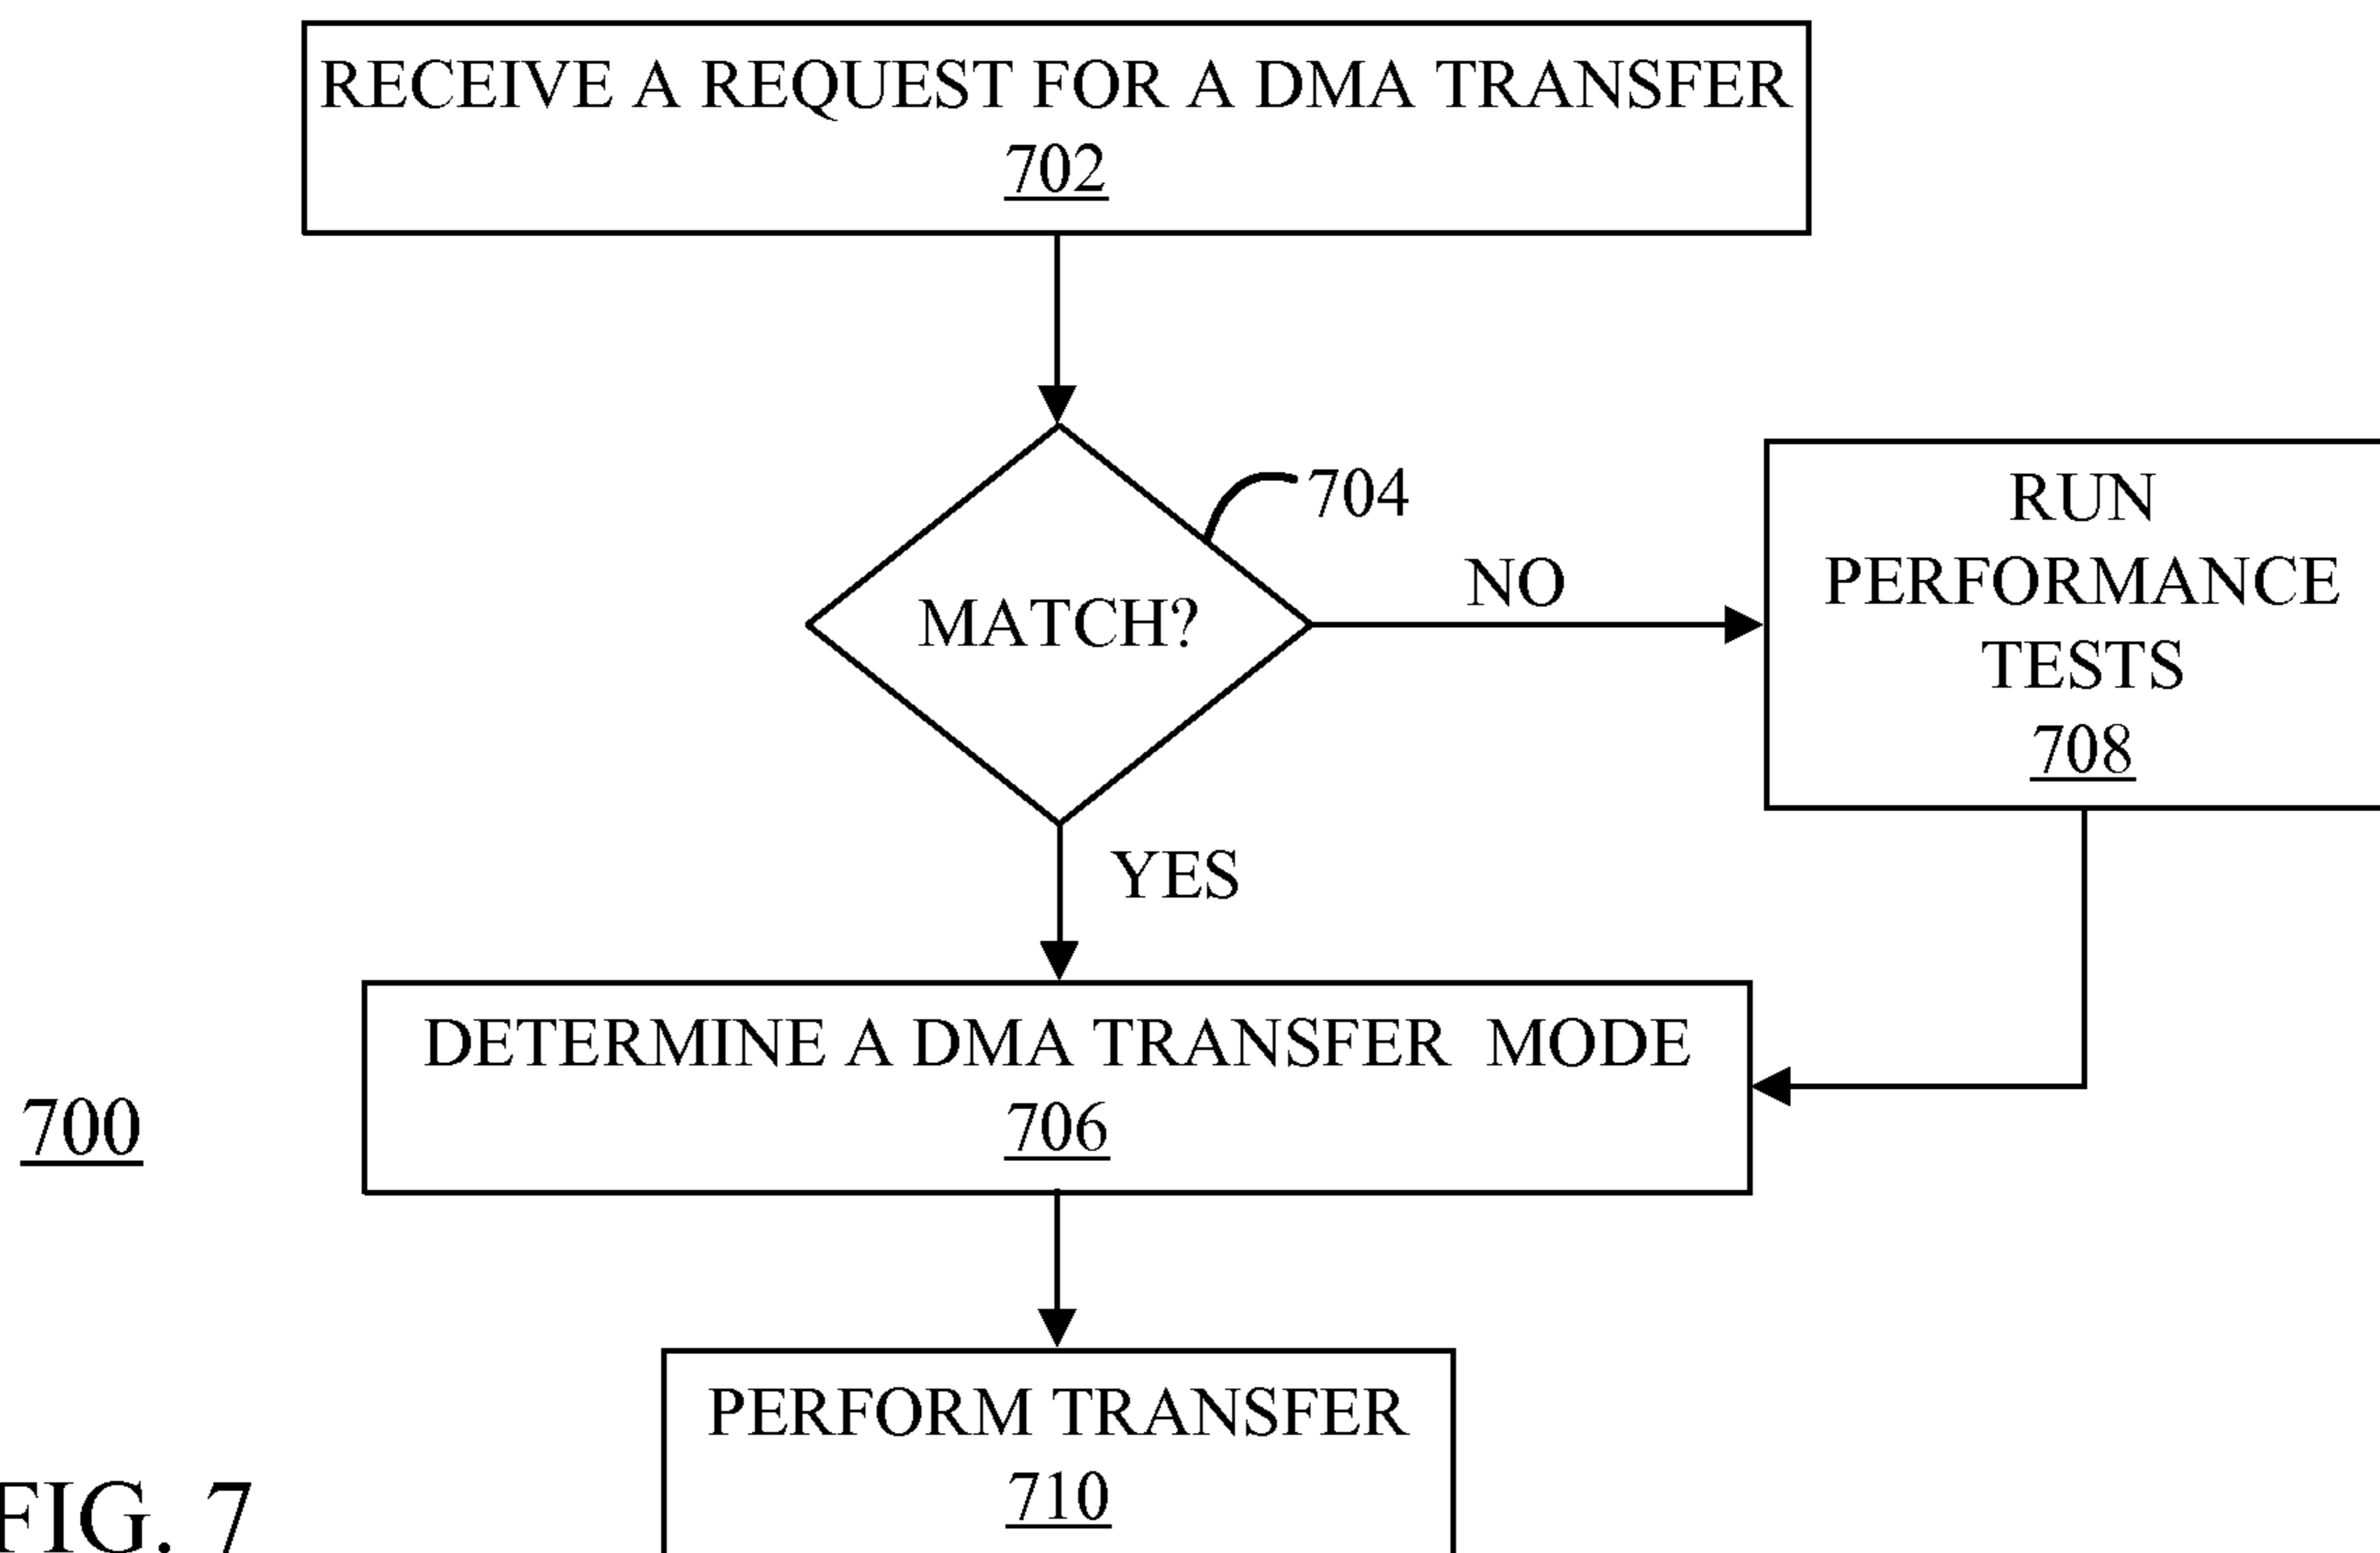 RECEIVE A REQUEST FOR A DMA TRANSFER
702
704
MATCH?
NO
RUN
PERFORMANCE
TESTS
708
YES
DETERMINE A DMA TRANSFER MODE
706
700
PERFORM TRANSFER
710
FIG. 7